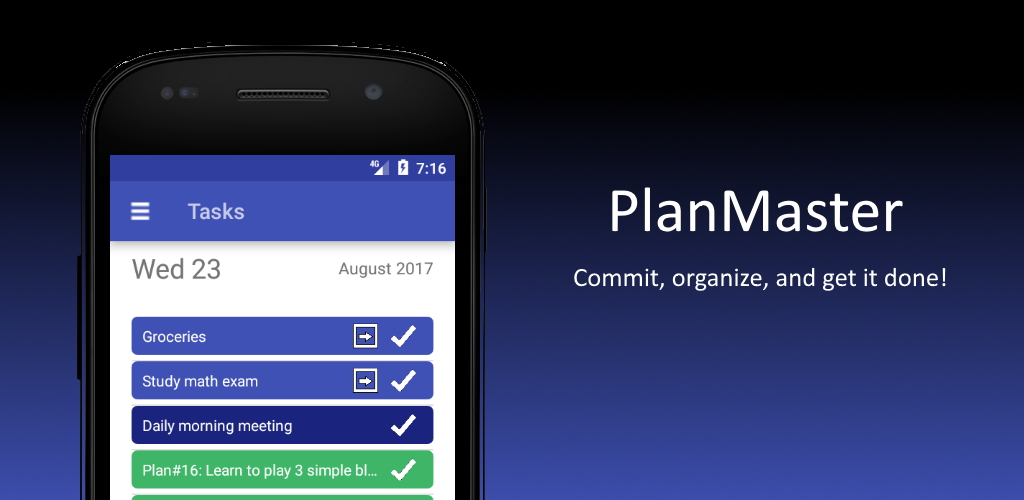 4G 7:16
Tasks
Wed 23 August 2017
Groceries
Study math exam
Daily morning meeting
Plan#16: Learn to play 3 simple bl...
PlanMaster
Commit, organize, and get it done!